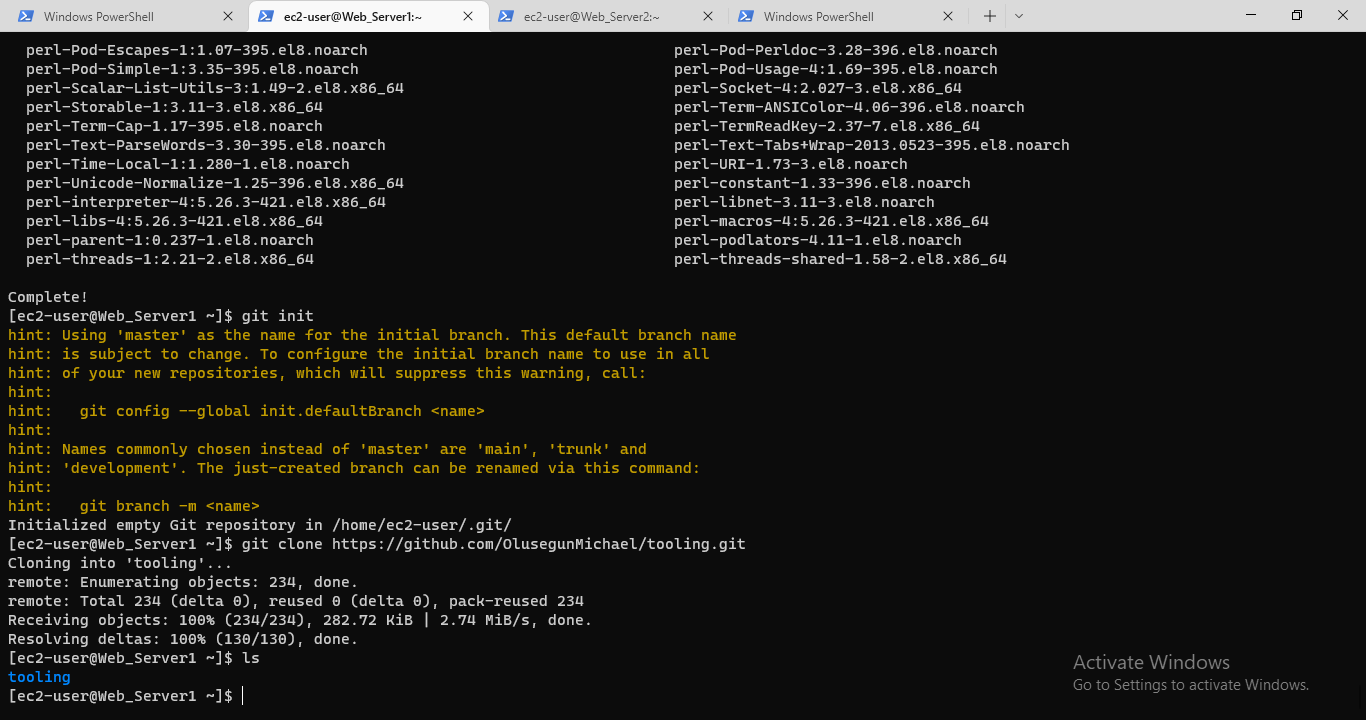 Windows PowerShell
ec2-user@Web_Server1:~
ec2-user@Web_Server2:~
Windows PowerShell
perl-Pod-Escapes-1:1.07-395.el8.noarch perl-Pod-Perldoc-3.28-396.el8.noarch
perl-Pod-Simple-1:3.35-395.el8.noarch perl-Pod-Usage-4:1.69-395.el8.noarch
perl-Scalar-List-Utils-3:1.49-2.el8.x86_64 perl-Socket-4:2.027-3.el8.x86_64
perl-Storable-1:3.11-3.el8.x86_64 perl-Term-ANSIColor-4.06-396.el8.noarch
perl-Term-Cap-1.17-395.el8.noarch perl-TermReadKey-2.37-7.el8.x86_64
perl-Text-ParseWords-3.30-395.el8.noarch perl-Text-Tabs+Wrap-2013.0523-395.el8.noarch
perl-Time-Local-1:1.280-1.el8.noarch perl-URI-1.73-3.el8.noarch
perl-Unicode-Normalize-1.25-396.el8.x86_64 perl-constant-1.33-396.el8.noarch
perl-interpreter-4:5.26.3-421.el8.x86_64 perl-libnet-3.11-3.el8.noarch
perl-libs-4:5.26.3-421.el8.x86_64 perl-macros-4:5.26.3-421.el8.x86_64
perl-parent-1:0.237-1.el8.noarch perl-podlators-4.11-1.el8.noarch
perl-threads-1:2.21-2.el8.x86_64 perl-threads-shared-1.58-2.el8.x86_64
Complete!
[ec2-user@Web_Server1 ~]$ git init
hint: Using 'master' as the name for the initial branch. This default branch name
hint: is subject to change. To configure the initial branch name to use in all
hint: of your new repositories, which will suppress this warning, call:
hint:
hint: git config --global init.defaultBranch <name>
hint:
hint: Names commonly chosen instead of 'master' are 'main', 'trunk' and
hint: 'development'. The just-created branch can be renamed via this command:
hint:
hint: git branch -m <name>
Initialized empty Git repository in /home/ec2-user/.git/
[ec2-user@Web_Server1 ~]$ git clone https://github.com/OlusegunMichael/tooling.git
Cloning into 'tooling'...
remote: Enumerating objects: 234, done.
remote: Total 234 (delta 0), reused 0 (delta 0), pack-reused 234
Receiving objects: 100% (234/234), 282.72 KiB | 2.74 MiB/s, done.
Resolving deltas: 100% (130/130), done.
[ec2-user@Web_Server1 ~]$ ls
tooling
[ec2-user@Web_Server1 ~]$
Activate Windows
Go to Settings to activate Windows.